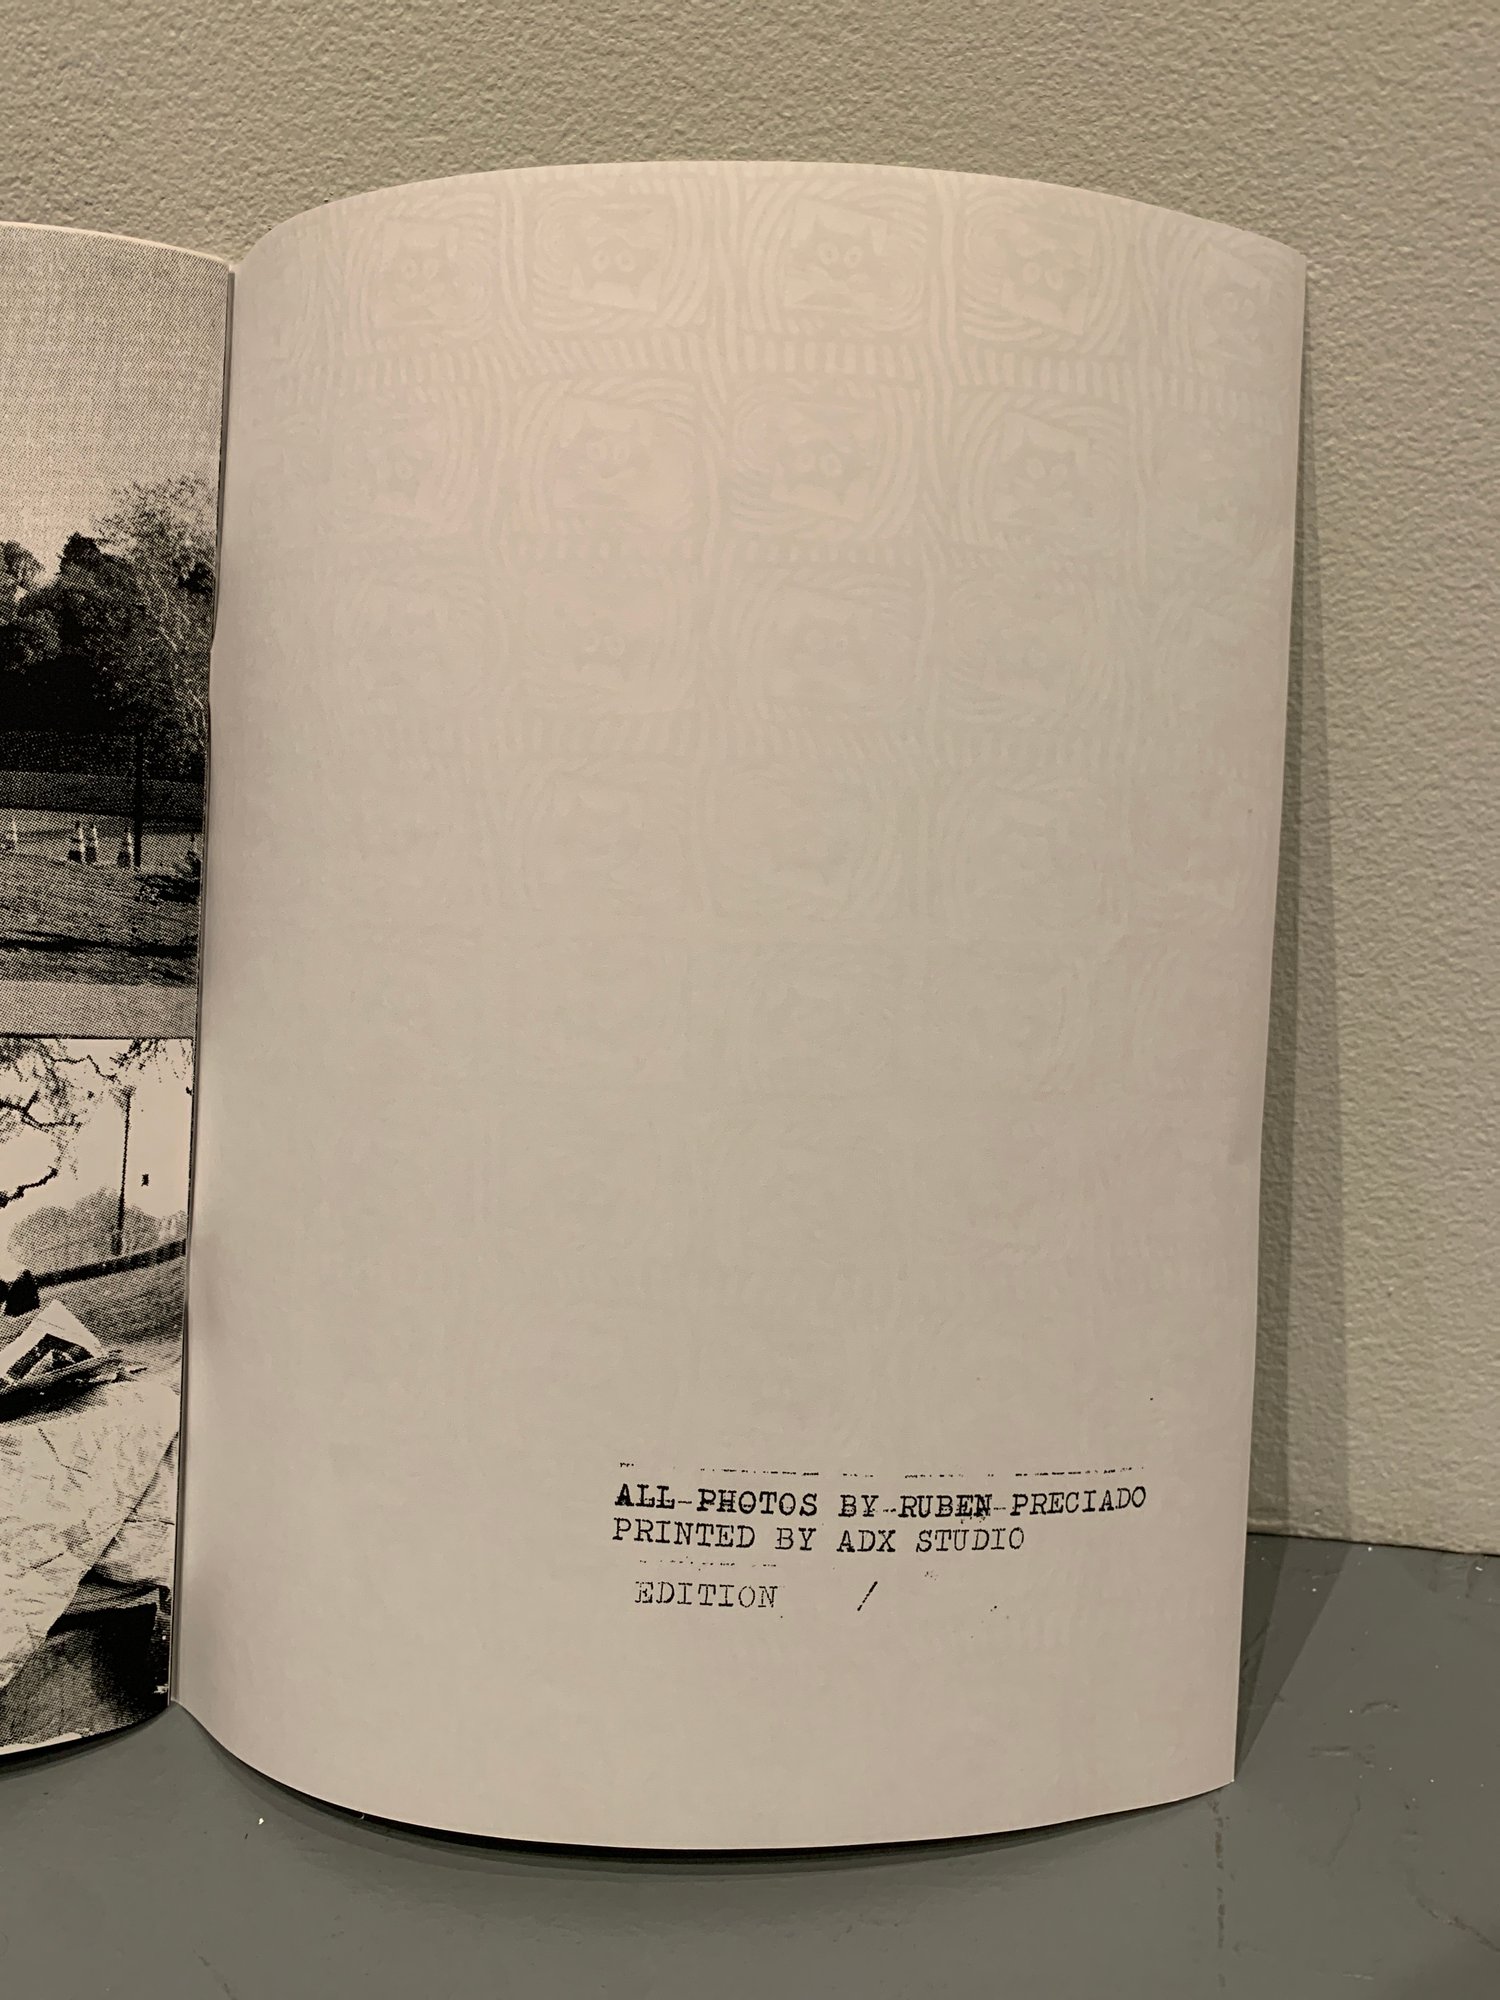 ALL PHOTOS BY RUBEN PRECIADO
PRINTED BY ADX STUDIO
EDITION /